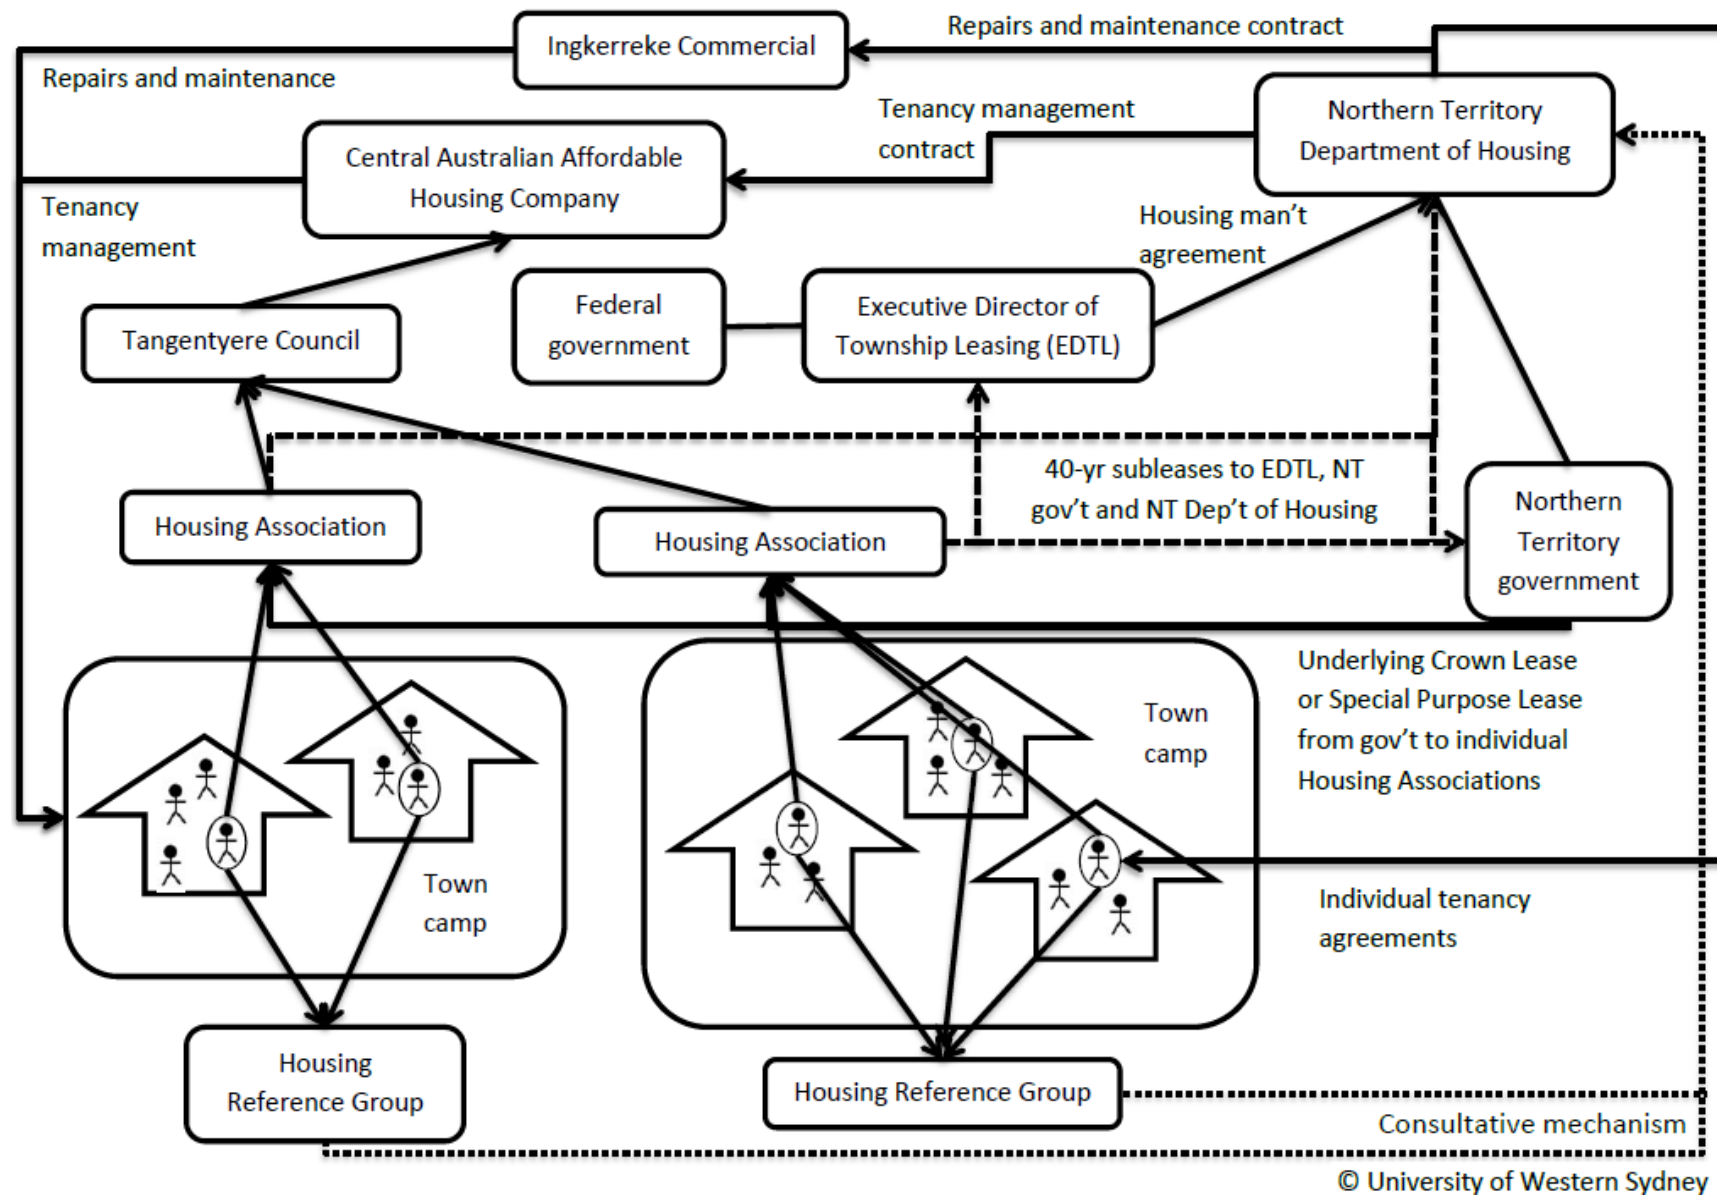 Ingkerreke Commercial
Repairs and maintenance contract
Repairs and maintenance
Northern Territory
Department of Housing
Tenancy management
contract
Central Australian Affordable
Housing Company
Tenancy
management
Housing man't
agreement
Federal
government
Executive Director of
Township Leasing (EDTL)
Tangentyere Council
40-yr subleases to EDTL, NT
gov't and NT Dep't of Housing
Northern
Territory
government
Housing Association
Housing Association
Underlying Crown Lease
or Special Purpose Lease
from gov't to individual
Housing Associations
Town
camp
Town
camp
Individual tenancy
agreements
Housing
Reference Group
Housing Reference Group
Consultative mechanism
© University of Western Sydney